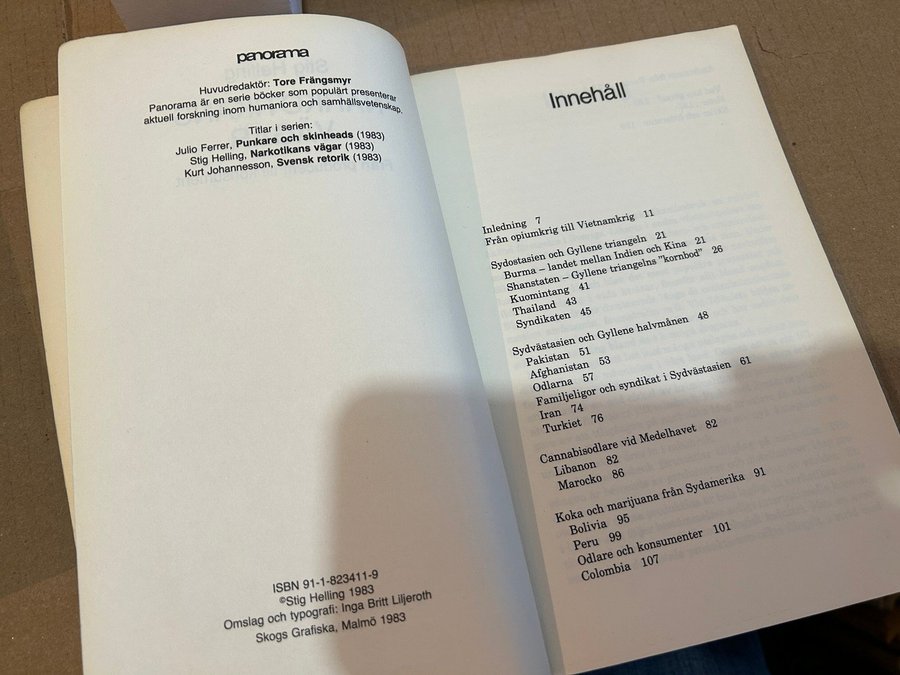 panorama
Huvudredaktör: Tore Frängsmyr
Panorama är en serie böcker som populärt presenterar
aktuell forskning inom humaniora och samhällsvetenskap.
Titlar i serien:
Julio Ferrer, Punkare och skinheads (1983)
Stig Helling, Narkotikans vägar (1983)
Kurt Johannesson, Svensk retorik (1983)
ISBN 91-1-823411-9
©Stig Helling 1983
Omslag och typografi: Inga Britt Liljeroth
Skogs Grafiska, Malmö 1983
Innehåll
Inledning 7
Från opiumkrig till Vietnamkrig 11
Sydostasien och Gyllene triangeln 21
Burma – landet mellan Indien och Kina 21
Shanstaten – Gyllene triangelns "kornbod" 26
Kuomintang 41
Thailand 43
Syndikaten 45
Sydvästasien och Gyllene halvmånen 48
Pakistan 51
Afghanistan 53
Odlarna 57
Familjeligor och syndikat i Sydvästasien 61
Iran 74
Turkiet 76
Cannabisodlare vid Medelhavet 82
Libanon 82
Marocko 86
Koka och marijuana från Sydamerika 91
Bolivia 95
Peru 99
Odlare och konsumenter 101
Colombia 107